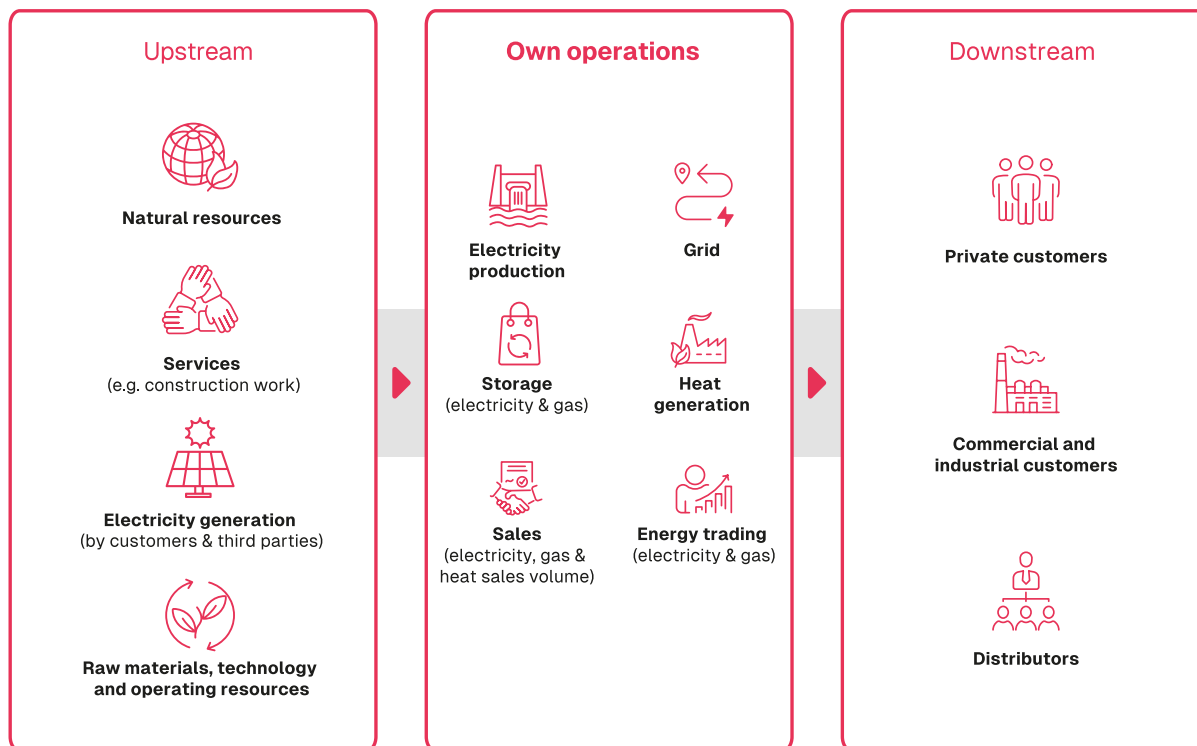 Upstream
Natural resources
Services
(e.g. construction work)
Electricity generation
(by customers & third parties)
Raw materials, technology
and operating resources
Own operations
Electricity
production
Grid
Storage
(electricity & gas)
Heat
generation
Sales
(electricity, gas &
heat sales volume)
Energy trading
(electricity & gas)
Downstream
Private customers
Commercial and
industrial customers
Distributors